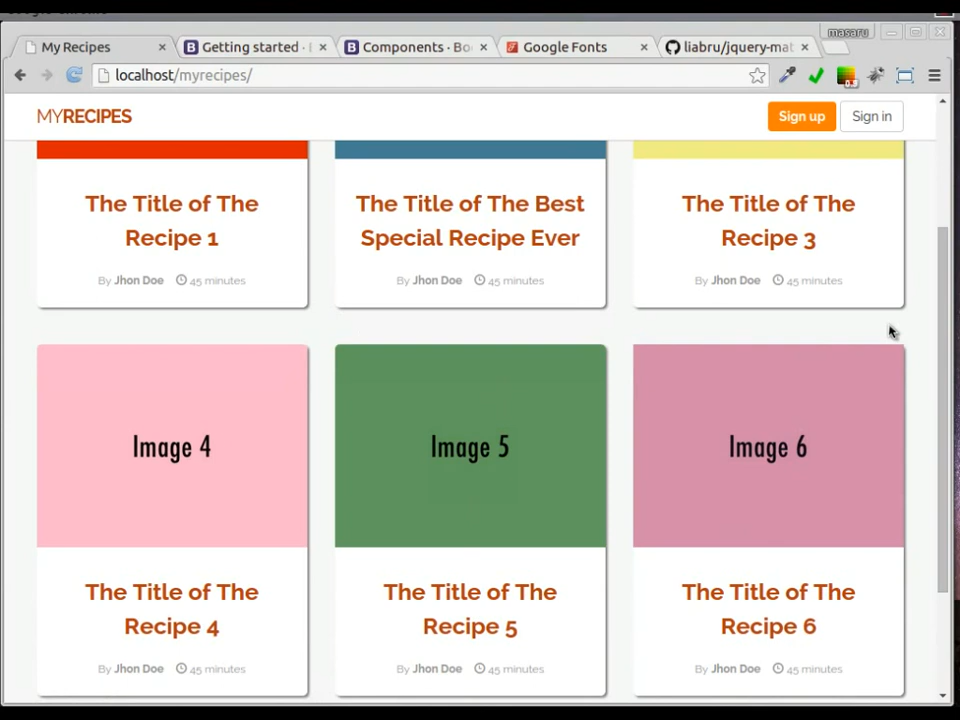 masaru
My Recipes
Getting started ·
Components · Bo
Google Fonts
liabru/jquery-mat
localhost/myrecipes/
MYRECIPES
Sign up
Sign in
The Title of The
Recipe 1
By Jhon Doe 45 minutes
The Title of The Best
Special Recipe Ever
By Jhon Doe 45 minutes
The Title of The
Recipe 3
By Jhon Doe 45 minutes
Image 4
Image 5
Image 6
The Title of The
Recipe 4
By Jhon Doe 45 minutes
The Title of The
Recipe 5
By Jhon Doe 45 minutes
The Title of The
Recipe 6
By Jhon Doe 45 minutes